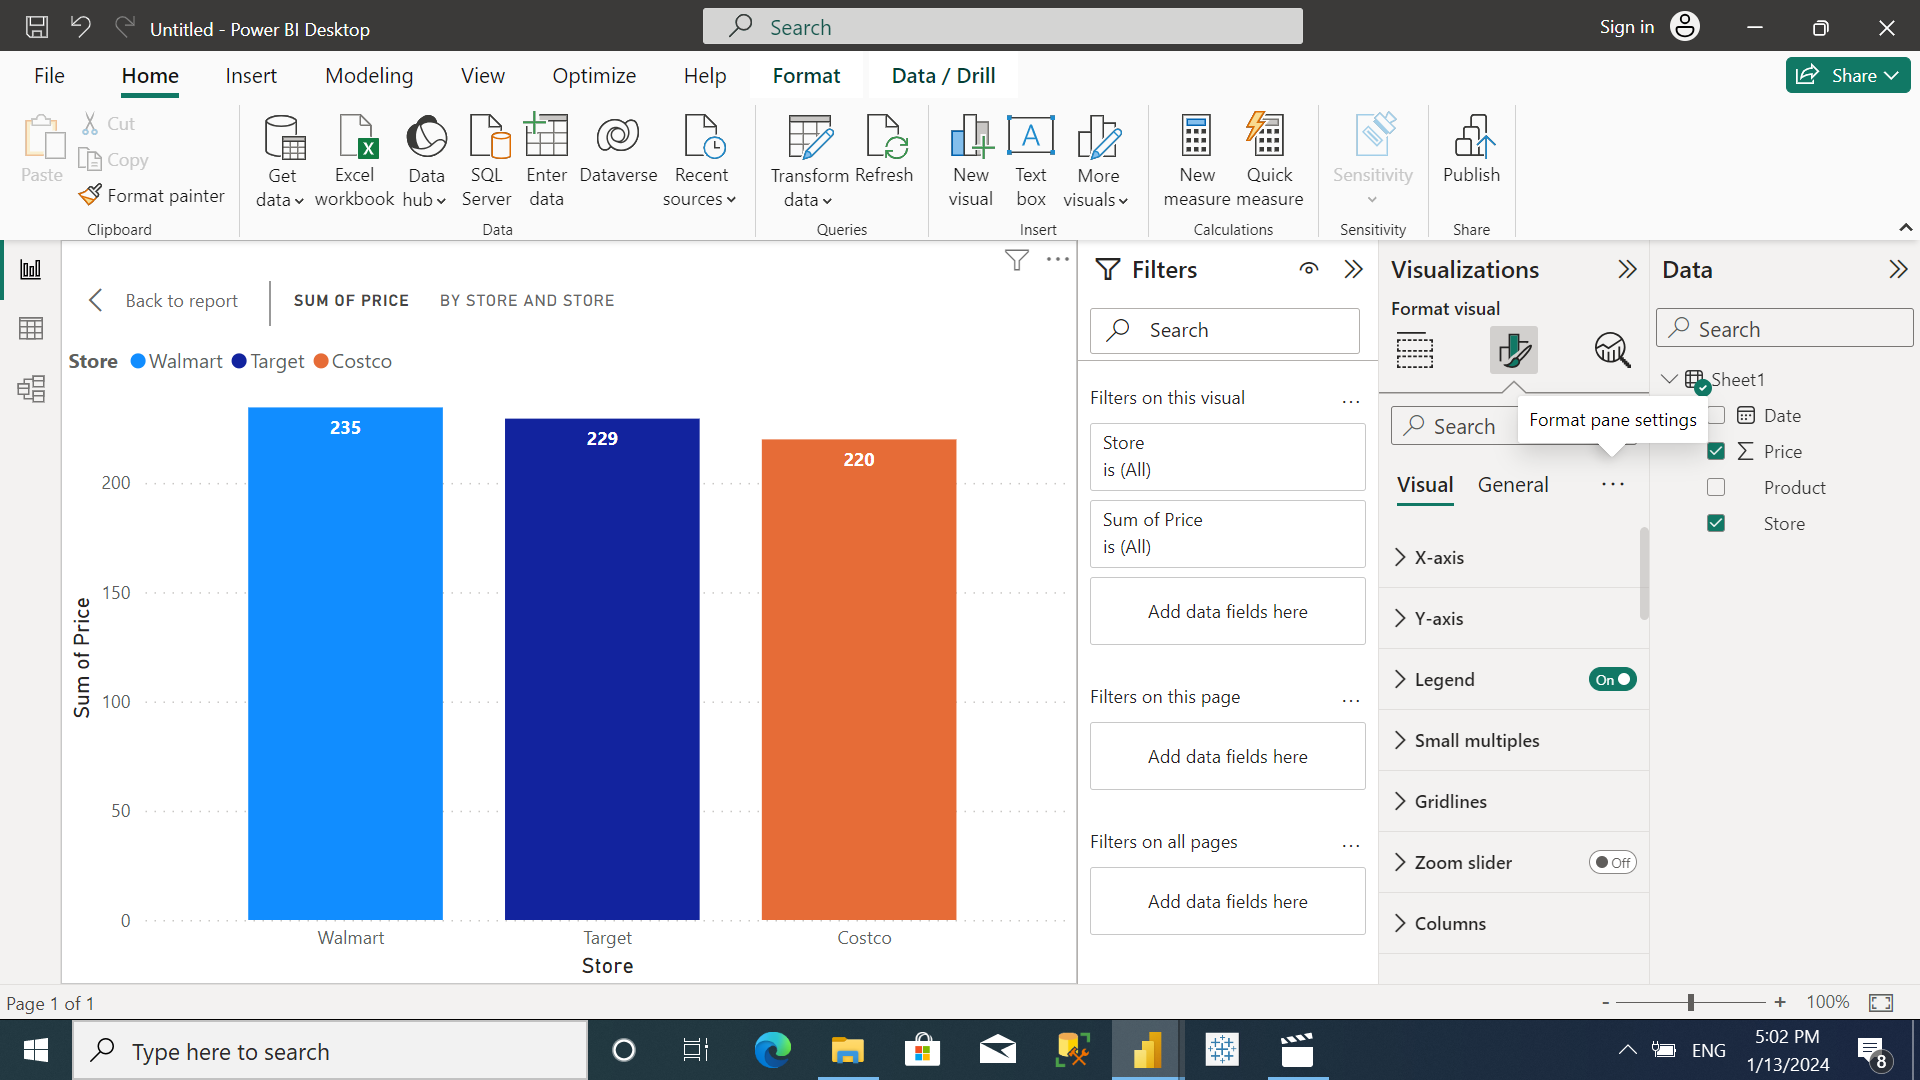 Untitled - Power BI Desktop
Search
Sign in
File
Home
Insert
Modeling
View
Optimize
Help
Format
Data / Drill
Share
Paste
Cut
Copy
Format painter
Clipboard
Get data
Excel workbook
Data hub
SQL Server
Enter data
Dataverse
Recent sources
Data
Transform data
Refresh
Queries
New visual
Text box
More visuals
Insert
New measure
Quick measure
Calculations
Sensitivity
Sensitivity
Publish
Share
Back to report
SUM OF PRICE
BY STORE AND STORE
Store Walmart Target Costco
235
229
220
200
150
100
50
0
Sum of Price
Walmart
Target
Costco
Store
Filters
Search
Filters on this visual
...
Store
is (All)
Sum of Price
is (All)
Add data fields here
Filters on this page
...
Add data fields here
Filters on all pages
...
Add data fields here
Visualizations
Format visual
Search
Format pane settings
Visual
General
...
X-axis
Y-axis
Legend
On
Small multiples
Gridlines
Zoom slider
Off
Columns
Data
Search
Sheet1
Date
Price
Product
Store
Page 1 of 1
- + 100%
Type here to search
ENG
5:02 PM
1/13/2024
8